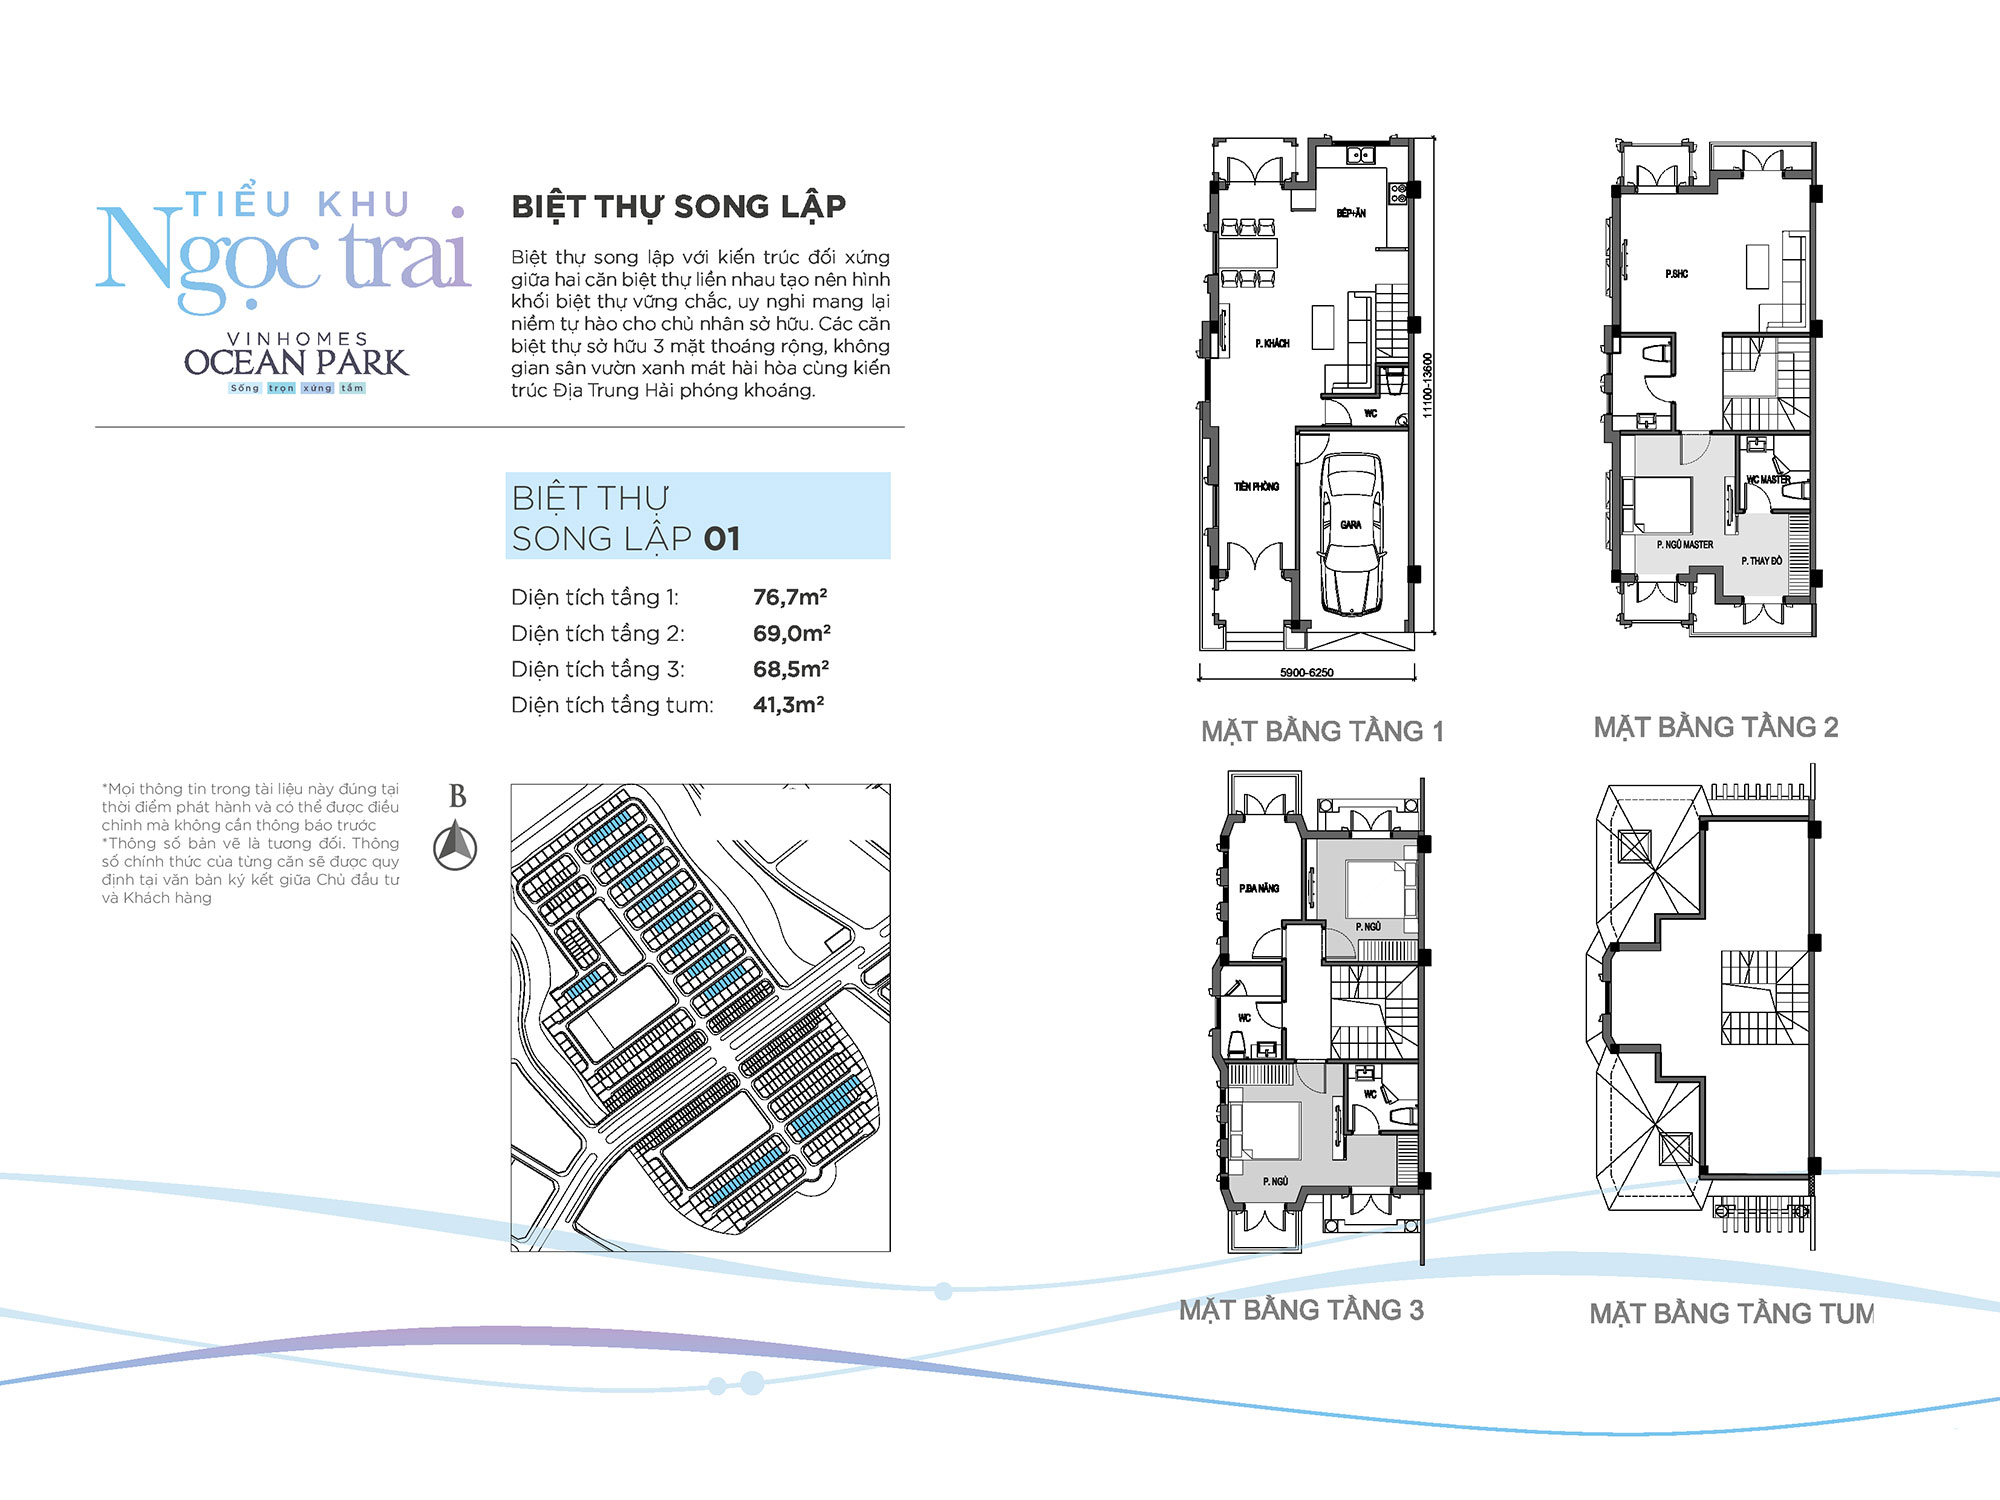 TIỂU KHU
Ngọc trai
VINHOMES
OCEAN PARK
Sống trọn xứng tầm
BIỆT THỰ SONG LẬP
Biệt thự song lập với kiến trúc đối xứng
giữa hai căn biệt thự liền nhau tạo nên hình
khối biệt thự vững chắc, uy nghi mang lại
niềm tự hào cho chủ nhân sở hữu. Các căn
biệt thự sở hữu 3 mặt thoáng rộng, không
gian sân vườn xanh mát hài hòa cùng kiến
trúc Địa Trung Hải phóng khoáng.
BIỆT THỰ
SONG LẬP 01
Diện tích tầng 1: 76,7m²
Diện tích tầng 2: 69,0m²
Diện tích tầng 3: 68,5m²
Diện tích tầng tum: 41,3m²
*Mọi thông tin trong tài liệu này đúng tại
thời điểm phát hành và có thể được điều
chỉnh mà không cần thông báo trước
*Thông số bản vẽ là tương đối. Thông
số chính thức của từng căn sẽ được quy
định tại văn bản ký kết giữa Chủ đầu tư
và Khách hàng
B
BẾP+ĂN
P. KHÁCH
WC
TIỀN PHÒNG
GARA
11100-13600
5900-6250
MẶT BẰNG TẦNG 1
P.SHC
WC MASTER
P. NGỦ MASTER
P. THAY ĐỒ
MẶT BẰNG TẦNG 2
P.ĐA NĂNG
P. NGỦ
WC
WC
P. NGỦ
MẶT BẰNG TẦNG 3
MẶT BẰNG TẦNG TUM